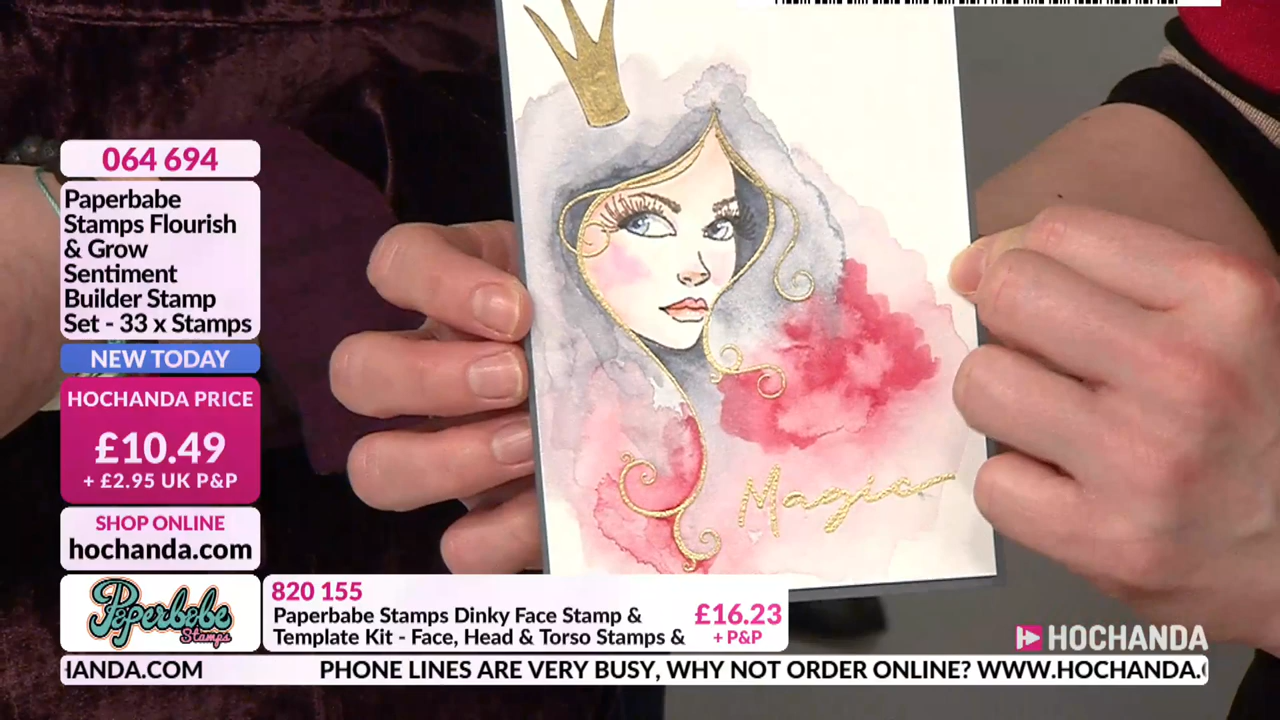 064 694
Paperbabe
Stamps Flourish
& Grow
Sentiment
Builder Stamp
Set - 33 x Stamps
NEW TODAY
HOCHANDA PRICE
£10.49
+ £2.95 UK P&P
SHOP ONLINE
hochanda.com
Magic
Paperbabe
Stamps
820 155
Paperbabe Stamps Dinky Face Stamp &
Template Kit - Face, Head & Torso Stamps &
£16.23
+ P&P
HOCHANDA
HANDA.COM PHONE LINES ARE VERY BUSY, WHY NOT ORDER ONLINE? WWW.HOCHANDA.